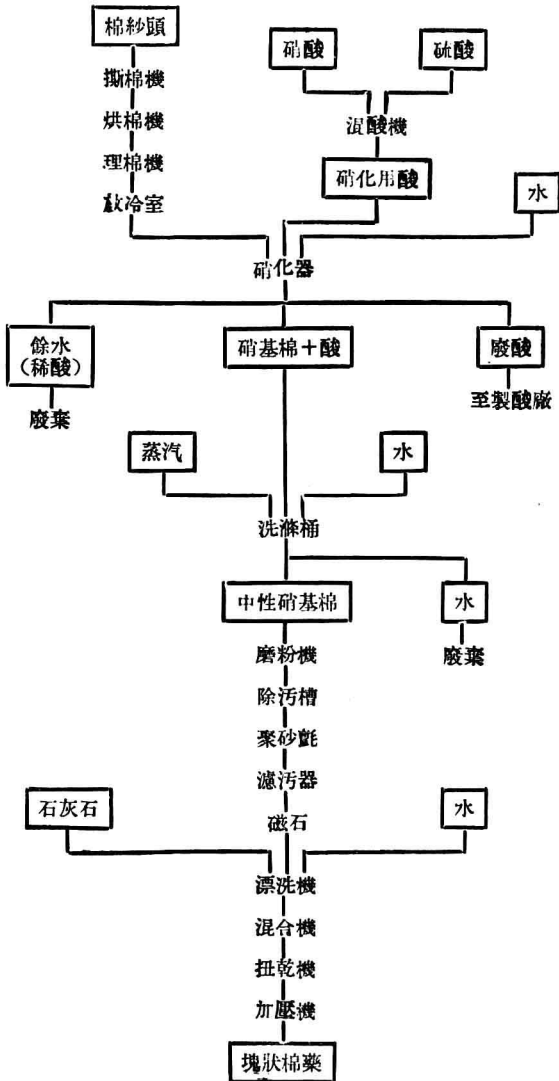 棉紗頭
硝酸
硫酸
撕棉機
混酸機
烘棉機
理棉機
硝化用酸
水
放冷室
硝化器
餘水
(稀酸)
硝基棉+酸
廢酸
廢棄
至製酸廠
蒸汽
水
洗滌桶
中性硝基棉
水
磨粉機
廢棄
除污槽
聚砂氈
濾污器
石灰石
磁石
水
漂洗機
混合機
扭乾機
加壓機
塊狀棉藥